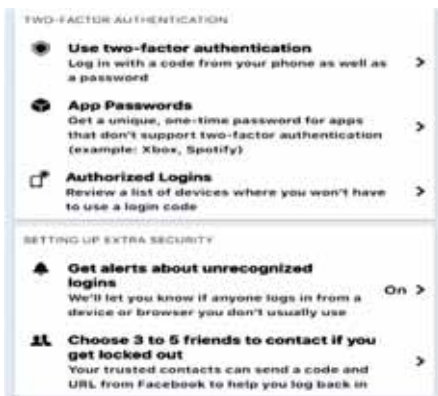 TWO-FACTOR AUTHENTICATION
Use two-factor authentication
Log in with a code from your phone as well as
a password
App Passwords
Get a unique, one-time password for apps
that don't support two-factor authentication
(example: Xbox, Spotify)
Authorized Logins
Review a list of devices where you won't have
to use a login code
SETTING UP EXTRA SECURITY
Get alerts about unrecognized
logins
We'll let you know if anyone logs in from a
device or browser you don't usually use
On
Choose 3 to 5 friends to contact if you
get locked out
Your trusted contacts can send a code and
URL from Facebook to help you log back in